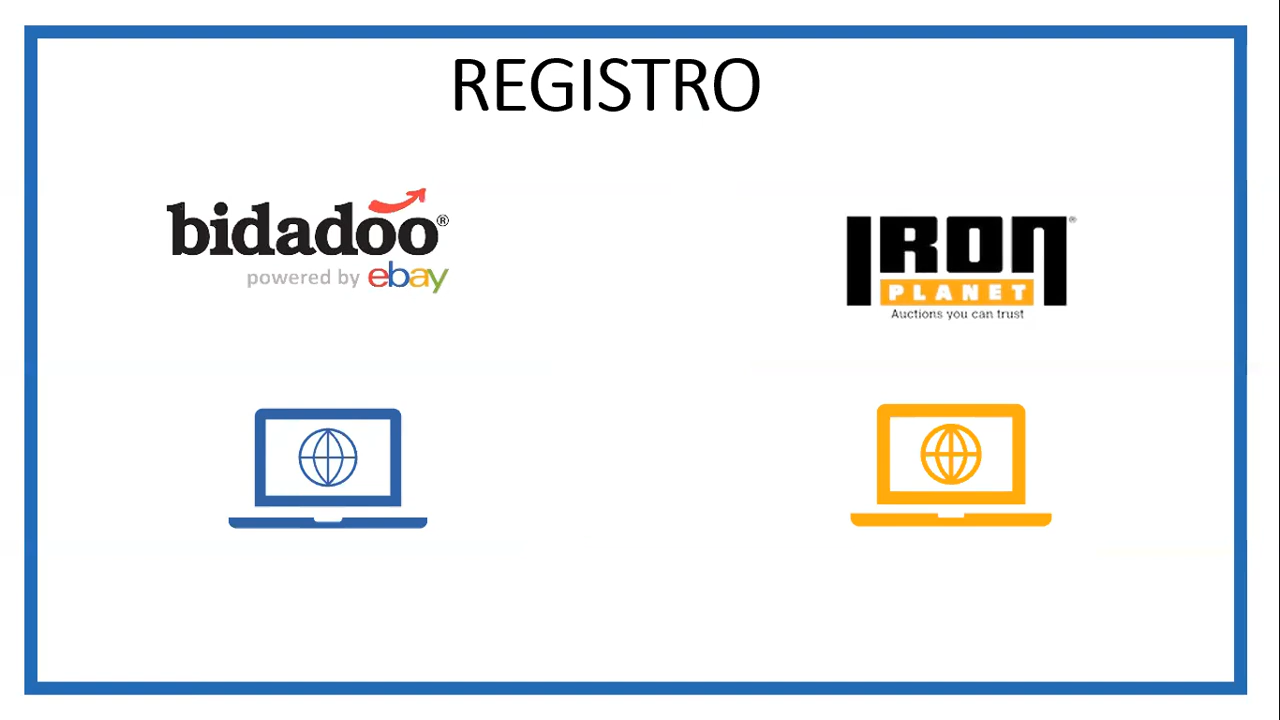 REGISTRO
bidadoo®
powered by ebay
IRON®
PLANET
Auctions you can trust